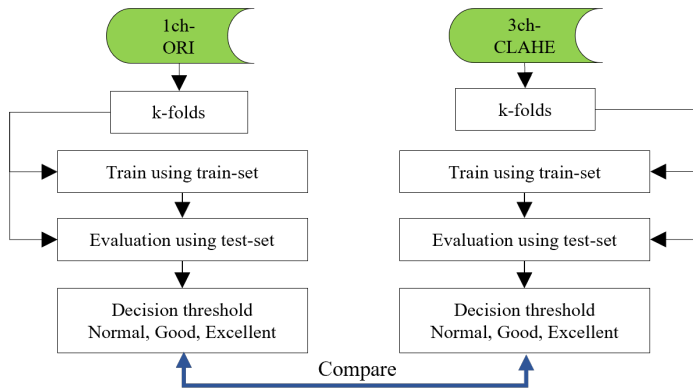 1ch-
ORI
k-folds
Train using train-set
Evaluation using test-set
Decision threshold
Normal, Good, Excellent
3ch-
CLAHE
k-folds
Train using train-set
Evaluation using test-set
Decision threshold
Normal, Good, Excellent
Compare